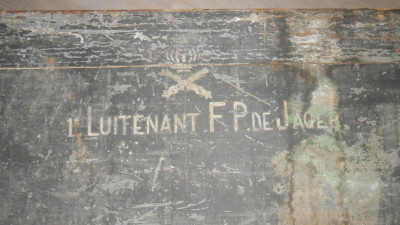 1e LUITENANT F.P. DE JAGER.